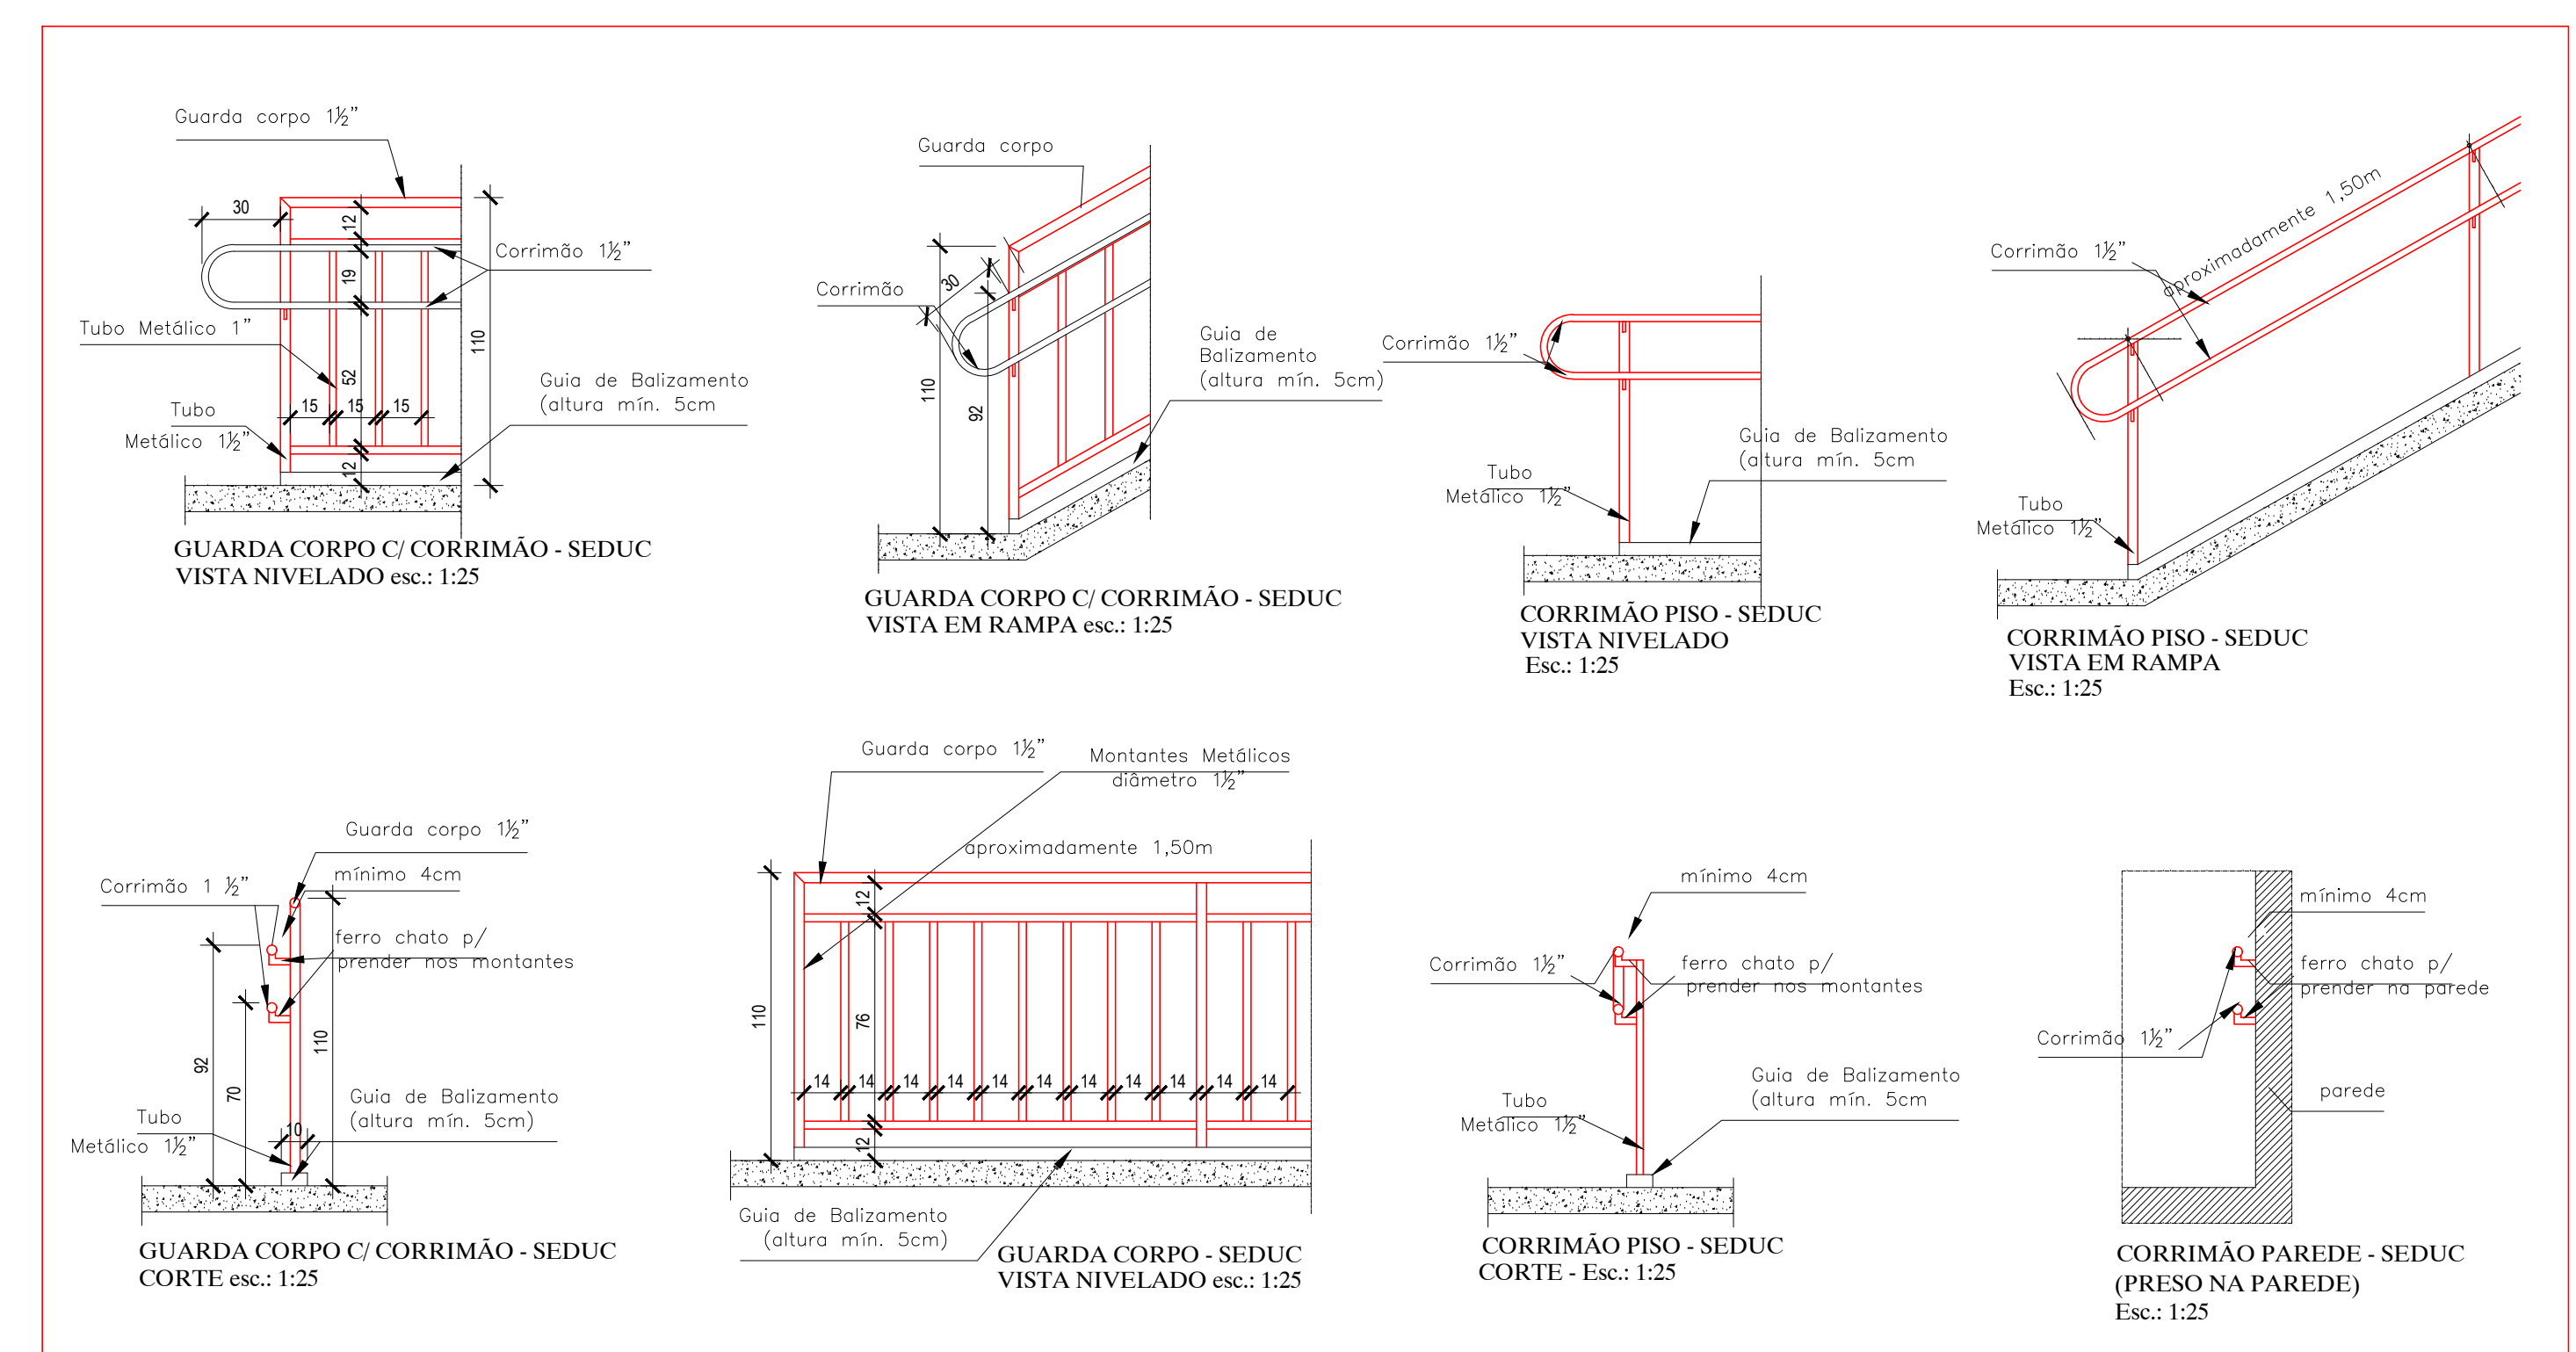 Guarda corpo 1½”
30
12
Corrimão 1½”
19
Tubo Metálico 1”
110
52
Guia de Balizamento
(altura mín. 5cm
15 15 15
Tubo
Metálico 1½”
12
GUARDA CORPO C/ CORRIMÃO - SEDUC
VISTA NIVELADO esc.: 1:25
Guarda corpo
30
Corrimão
110
92
Guia de
Balizamento
(altura mín. 5cm)
GUARDA CORPO C/ CORRIMÃO - SEDUC
VISTA EM RAMPA esc.: 1:25
Corrimão 1½”
Guia de Balizamento
(altura mín. 5cm
Tubo
Metálico 1½”
CORRIMÃO PISO - SEDUC
VISTA NIVELADO
Esc.: 1:25
aproximadamente 1,50m
Corrimão 1½”
Tubo
Metálico 1½”
CORRIMÃO PISO - SEDUC
VISTA EM RAMPA
Esc.: 1:25
Guarda corpo 1½”
mínimo 4cm
Corrimão 1 ½”
ferro chato p/
prender nos montantes
92
70
110
Guia de Balizamento
(altura mín. 5cm)
10
Tubo
Metálico 1½”
GUARDA CORPO C/ CORRIMÃO - SEDUC
CORTE esc.: 1:25
Guarda corpo 1½”
Montantes Metálicos
diâmetro 1½”
aproximadamente 1,50m
12
110
76
14 14 14 14 14 14 14 14 14 14 14
12
Guia de Balizamento
(altura mín. 5cm)
GUARDA CORPO - SEDUC
VISTA NIVELADO esc.: 1:25
mínimo 4cm
Corrimão 1½”
ferro chato p/
prender nos montantes
Guia de Balizamento
(altura mín. 5cm
Tubo
Metálico 1½”
CORRIMÃO PISO - SEDUC
CORTE - Esc.: 1:25
mínimo 4cm
ferro chato p/
prender na parede
Corrimão 1½”
parede
CORRIMÃO PAREDE - SEDUC
(PRESO NA PAREDE)
Esc.: 1:25